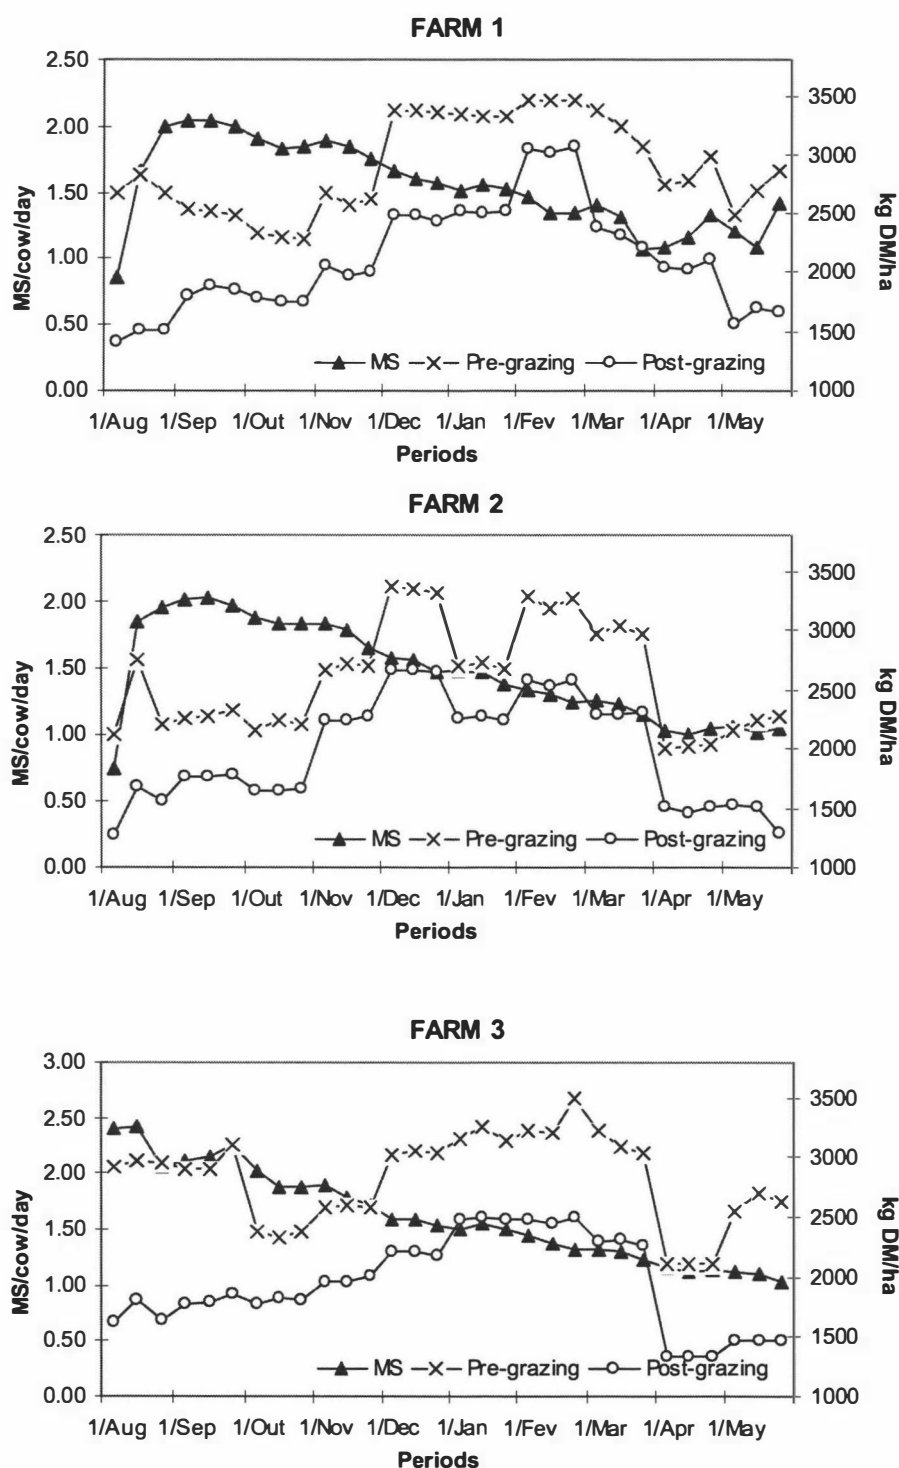 FARM 1
2.50
2.00
1.50
1.00
0.50
0.00
MS/cow/day
3500
3000
2500
2000
1500
1000
kg DM/ha
MS Pre-grazing Post-grazing
1/Aug 1/Sep 1/Out 1/Nov 1/Dec 1/Jan 1/Fev 1/Mar 1/Apr 1/May
Periods
FARM 2
2.50
2.00
1.50
1.00
0.50
0.00
MS/cow/day
3500
3000
2500
2000
1500
1000
kg DM/ha
MS Pre-grazing Post-grazing
1/Aug 1/Sep 1/Out 1/Nov 1/Dec 1/Jan 1/Fev 1/Mar 1/Apr 1/May
Periods
FARM 3
3.00
2.50
2.00
1.50
1.00
0.50
0.00
MS/cow/day
3500
3000
2500
2000
1500
1000
kg DM/ha
MS Pre-grazing Post-grazing
1/Aug 1/Sep 1/Out 1/Nov 1/Dec 1/Jan 1/Fev 1/Mar 1/Apr 1/May
Periods